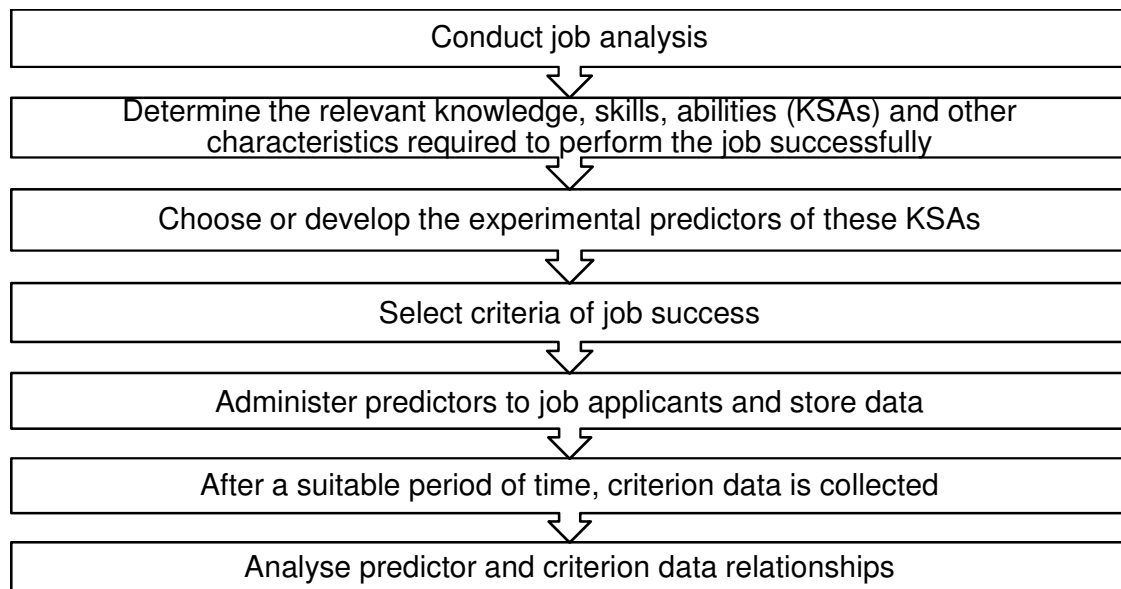 Conduct job analysis
Determine the relevant knowledge, skills, abilities (KSAs) and other
characteristics required to perform the job successfully
Choose or develop the experimental predictors of these KSAs
Select criteria of job success
Administer predictors to job applicants and store data
After a suitable period of time, criterion data is collected
Analyse predictor and criterion data relationships